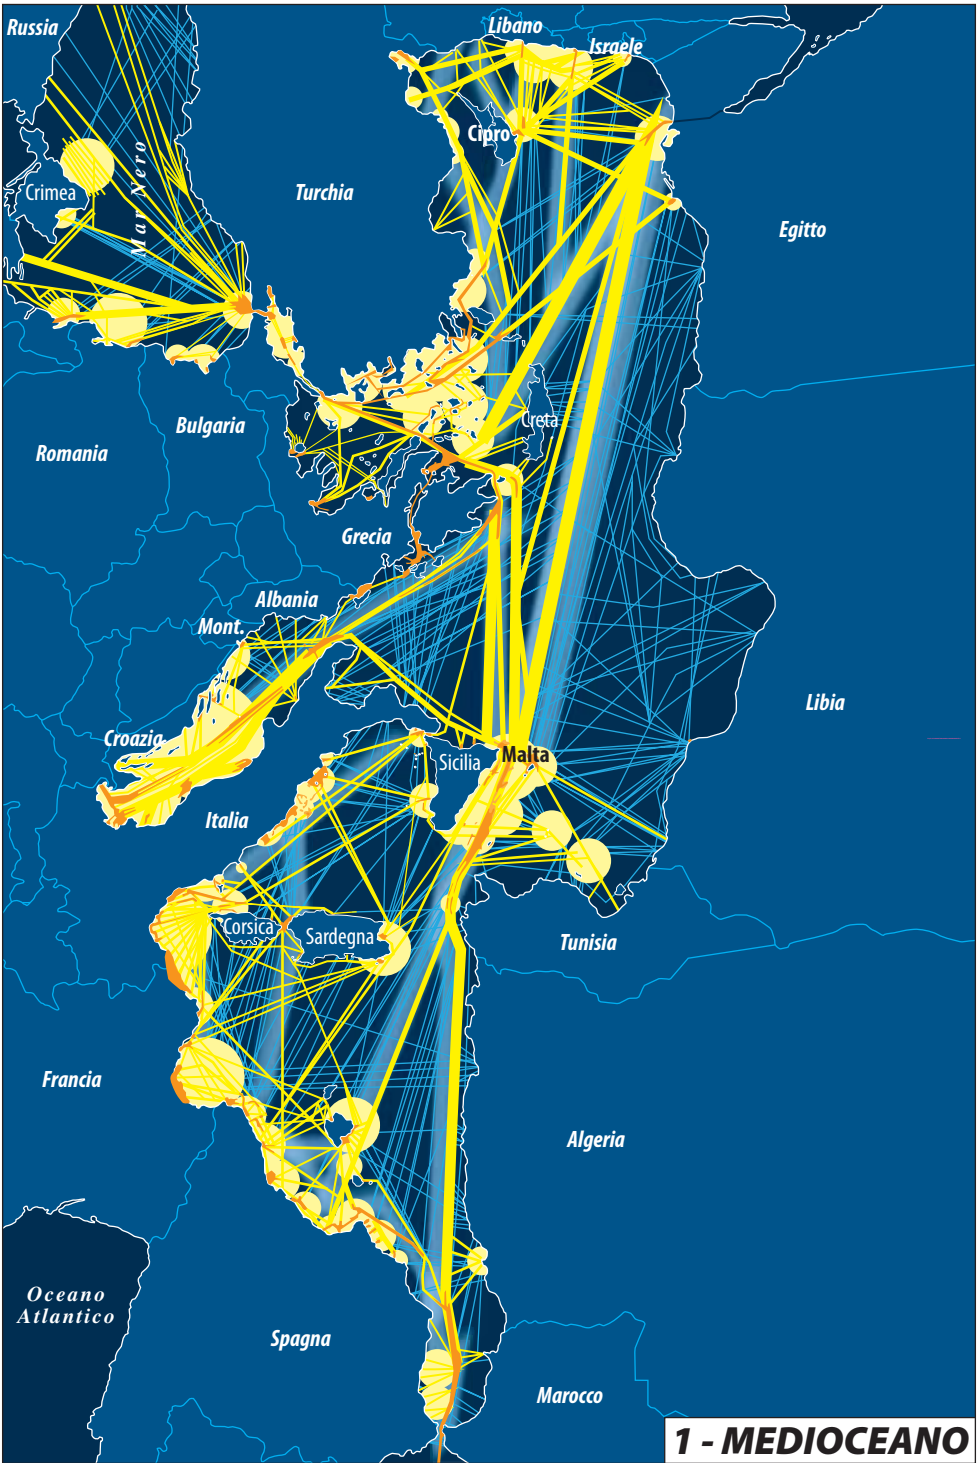 Russia
Libano
Israele
Cipro
Crimea
Mar Nero
Turchia
Egitto
Creta
Bulgaria
Romania
Grecia
Albania
Mont.
Libia
Croazia
Sicilia
Malta
Italia
Corsica
Sardegna
Tunisia
Francia
Algeria
Oceano
Atlantico
Spagna
Marocco
1 - MEDIOCEANO